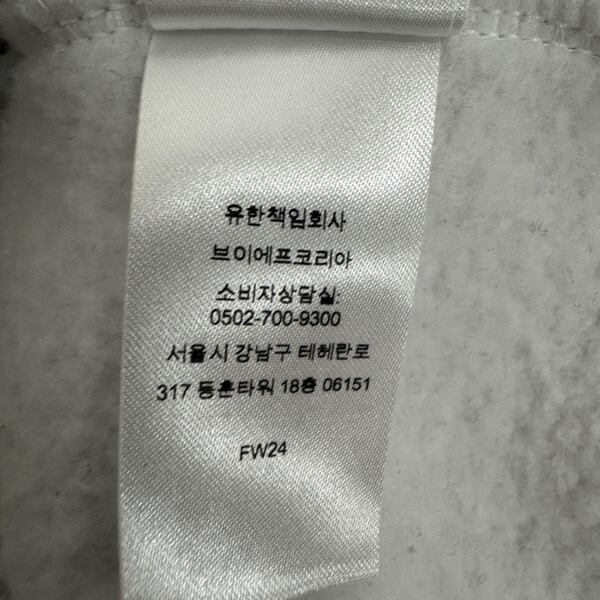 유한책임회사
브이에프코리아
소비자상담실:
0502-700-9300
서울시 강남구 테헤란로
317 동훈타워 18층 06151
FW24